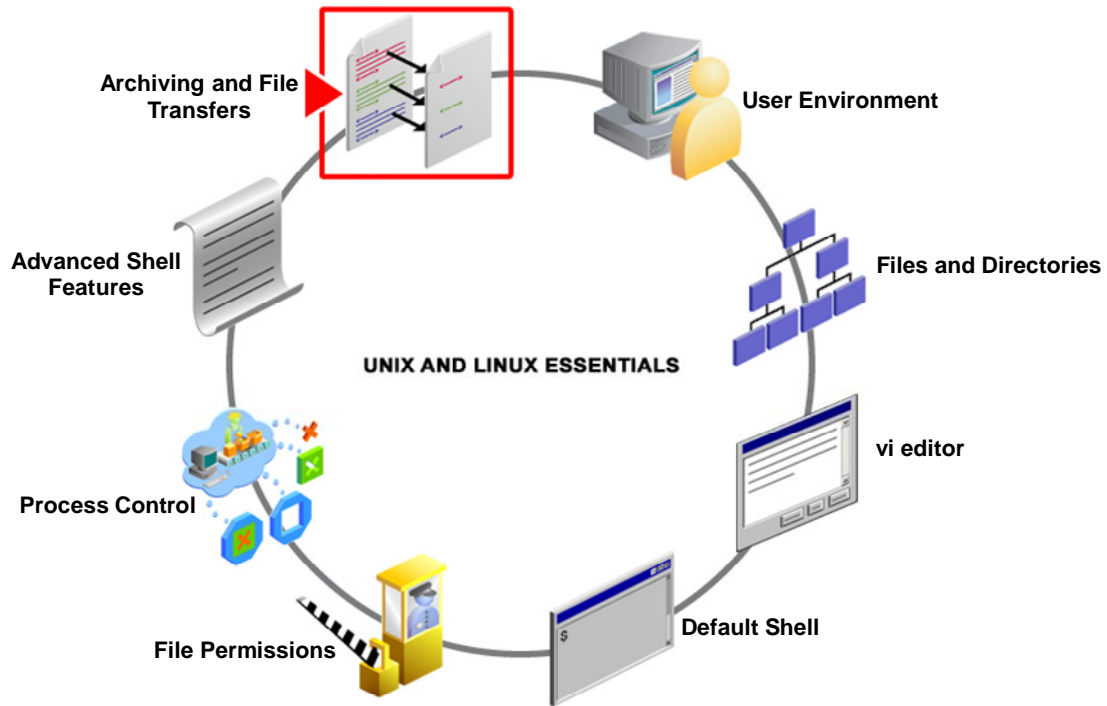 Archiving and File
Transfers
User Environment
Advanced Shell
Features
Files and Directories
UNIX AND LINUX ESSENTIALS
vi editor
Process Control
$
Default Shell
File Permissions